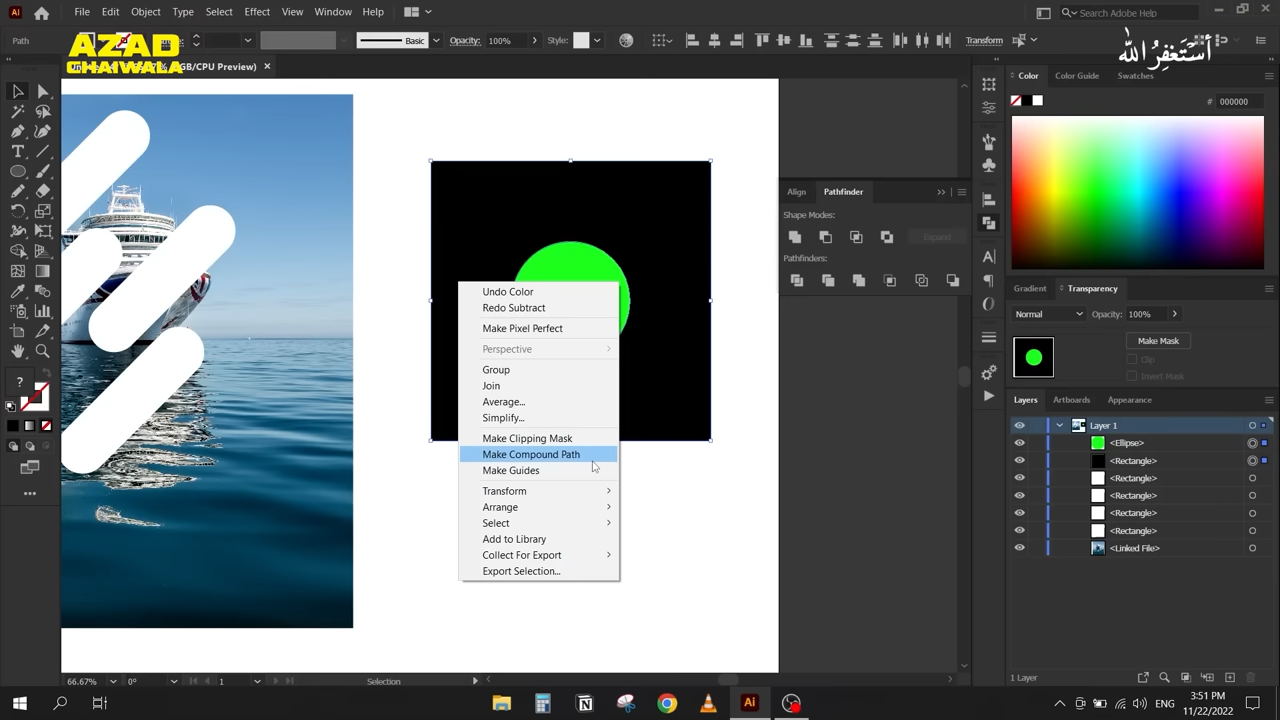 Ai File Edit Object Type Select Effect View Window Help Search Adobe Help
Path Basic Opacity: 100% Style: Transform
AZAD
CHAIWALA
أستغفر الله
GB/CPU Preview) ×
Color Color Guide Swatches
# 000000
Align Pathfinder
Shape Modes:
Expand
Pathfinders:
Gradient Transparency
Normal Opacity: 100%
Make Mask
Clip
Invert Mask
Layers Artboards Appearance
Layer 1
<Ellipse>
<Rectangle>
<Rectangle>
<Rectangle>
<Rectangle>
<Rectangle>
<Linked File>
1 Layer
Undo Color
Redo Subtract
Make Pixel Perfect
Perspective
Group
Join
Average...
Simplify...
Make Clipping Mask
Make Compound Path
Make Guides
Transform
Arrange
Select
Add to Library
Collect For Export
Export Selection...
66.67% 0° 1 Selection
Ai
ENG
3:51 PM
11/22/2022